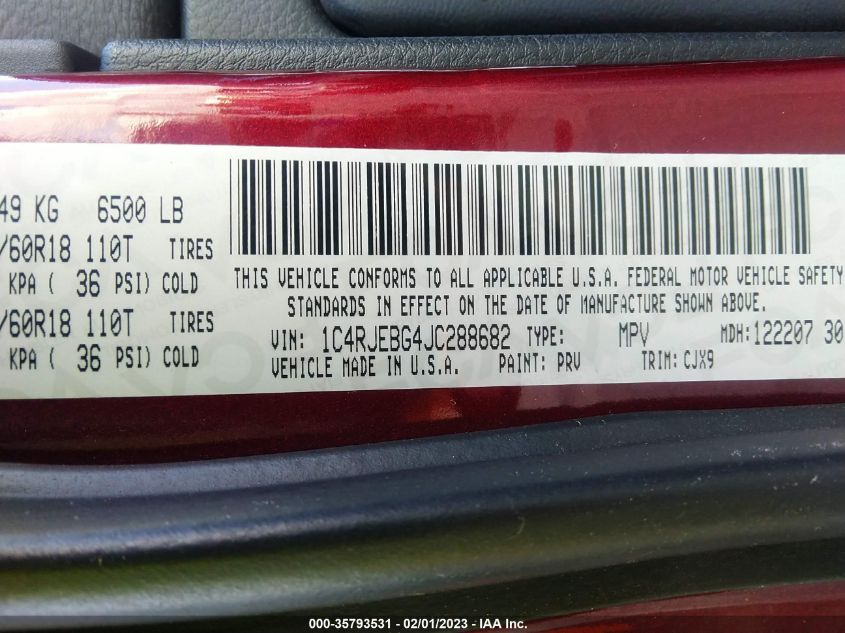 49 KG 6500 LB
/60R18 110T TIRES
KPA ( 36 PSI) COLD
/60R18 110T TIRES
KPA ( 36 PSI) COLD
THIS VEHICLE CONFORMS TO ALL APPLICABLE U.S.A. FEDERAL MOTOR VEHICLE SAFETY
STANDARDS IN EFFECT ON THE DATE OF MANUFACTURE SHOWN ABOVE.
VIN: 1C4RJEBG4JC288682 TYPE: MPV MDH:122207 30
VEHICLE MADE IN U.S.A. PAINT: PRV TRIM: CJX9
000-35793531 - 02/01/2023 - IAA Inc.